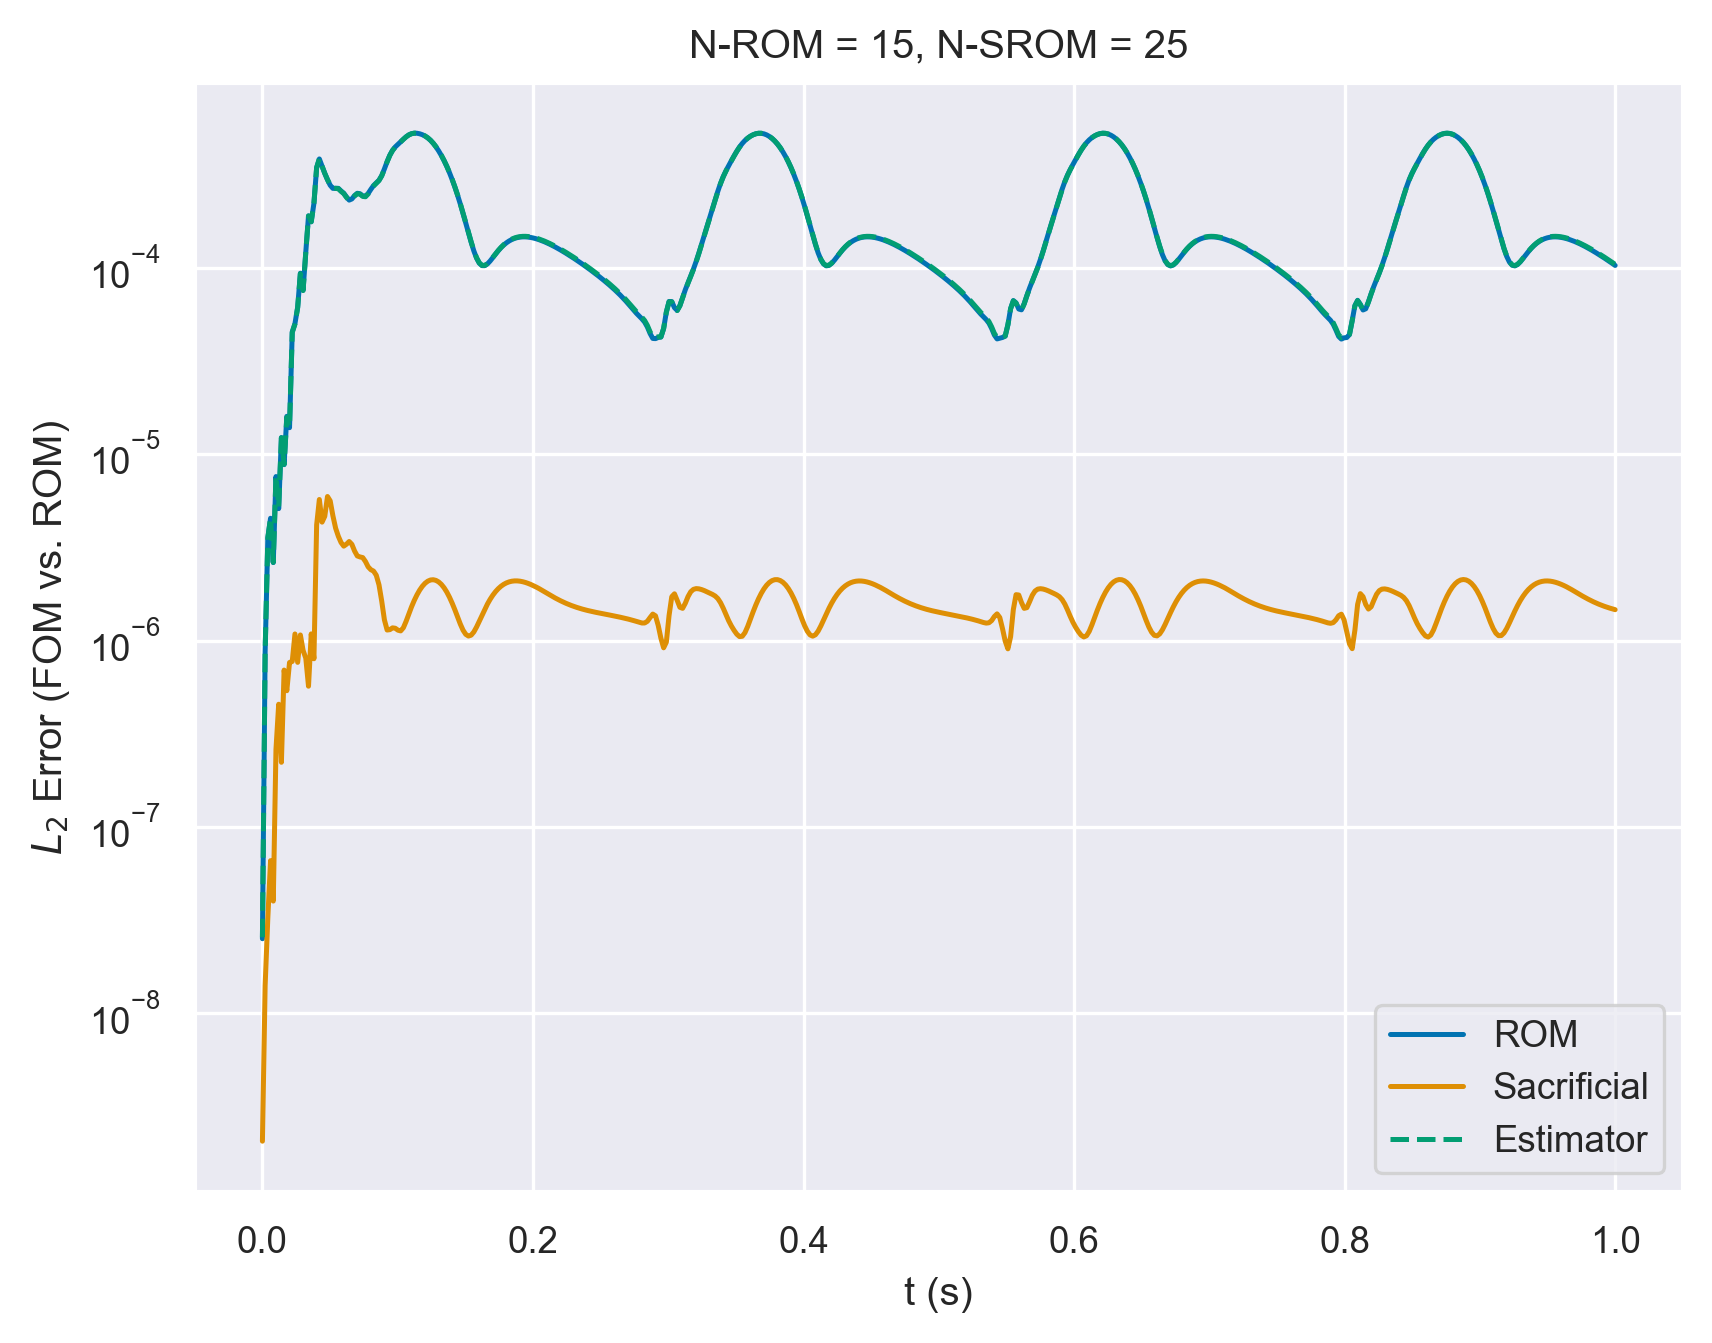 N-ROM = 15, N-SROM = 25
L₂ Error (FOM vs. ROM)
10⁻⁴
10⁻⁵
10⁻⁶
10⁻⁷
10⁻⁸
ROM
Sacrificial
Estimator
0.0 0.2 0.4 0.6 0.8 1.0
t (s)